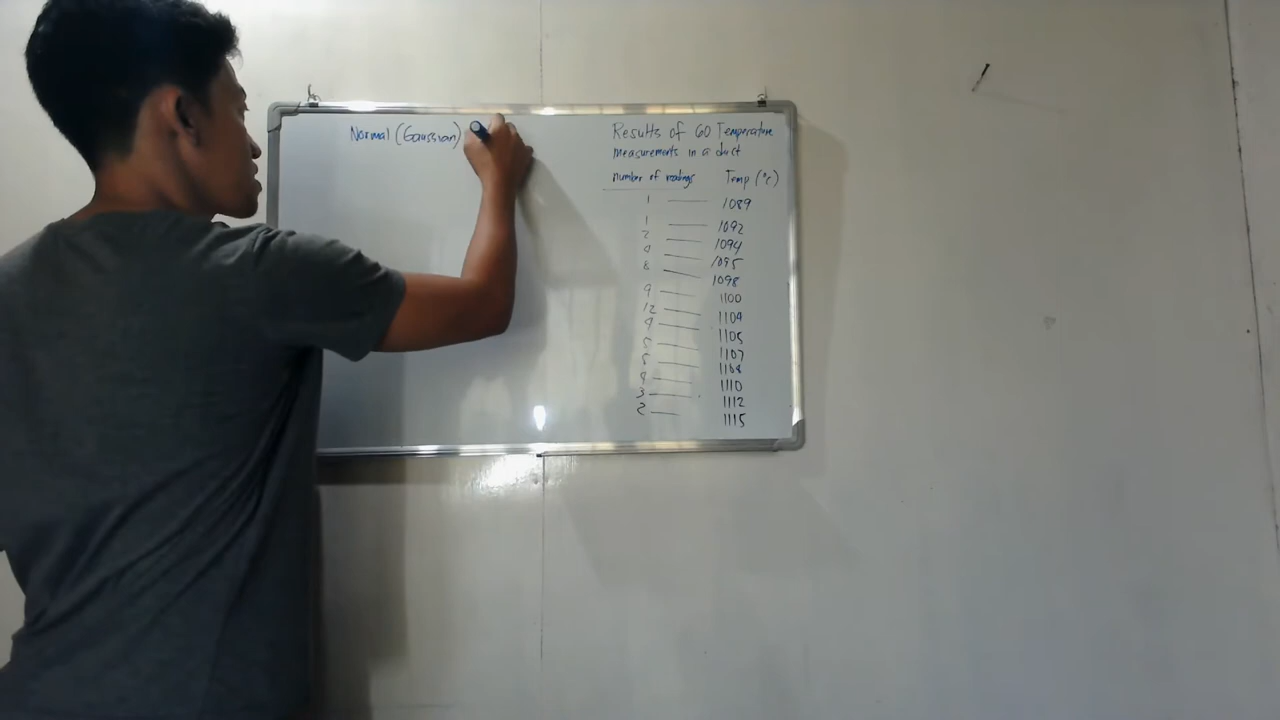 Normal (Gaussian)
Results of 60 Temperature
measurements in a duct
number of readings Temp (°C)
1 — 1089
1 — 1092
2 — 1094
4 — 1095
8 — 1098
9 — 1100
12 — 1104
4 — 1105
5 — 1107
5 — 1108
4 — 1110
3 — 1112
2 — 1115